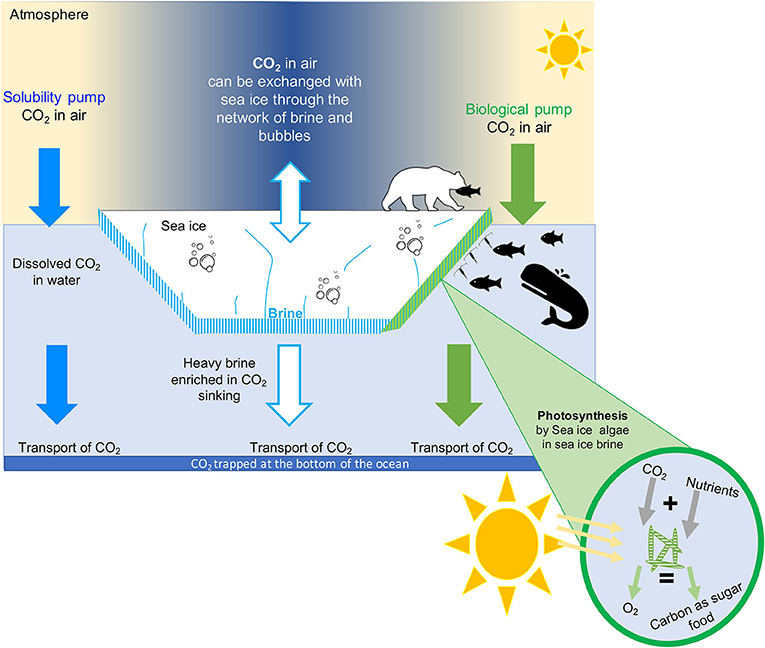 Atmosphere
CO₂ in air
can be exchanged with
sea ice through the
network of brine and
bubbles
Solubility pump
CO₂ in air
Biological pump
CO₂ in air
Sea ice
Dissolved CO₂
in water
Brine
Heavy brine
enriched in CO₂
sinking
Transport of CO₂
Transport of CO₂
Transport of CO₂
CO₂ trapped at the bottom of the ocean
Photosynthesis
by Sea ice algae
in sea ice brine
CO₂
Nutrients
+
=
O₂
Carbon as sugar
food